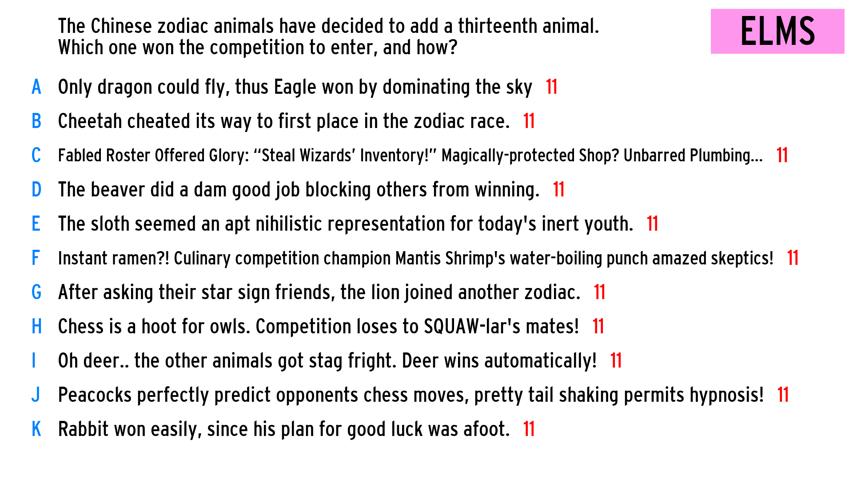 The Chinese zodiac animals have decided to add a thirteenth animal.
Which one won the competition to enter, and how?
ELMS
A Only dragon could fly, thus Eagle won by dominating the sky 11
B Cheetah cheated its way to first place in the zodiac race. 11
C Fabled Roster Offered Glory: “Steal Wizards’ Inventory!” Magically-protected Shop? Unbarred Plumbing... 11
D The beaver did a dam good job blocking others from winning. 11
E The sloth seemed an apt nihilistic representation for today's inert youth. 11
F Instant ramen?! Culinary competition champion Mantis Shrimp's water-boiling punch amazed skeptics! 11
G After asking their star sign friends, the lion joined another zodiac. 11
H Chess is a hoot for owls. Competition loses to SQUAW-lar's mates! 11
I Oh deer.. the other animals got stag fright. Deer wins automatically! 11
J Peacocks perfectly predict opponents chess moves, pretty tail shaking permits hypnosis! 11
K Rabbit won easily, since his plan for good luck was afoot. 11